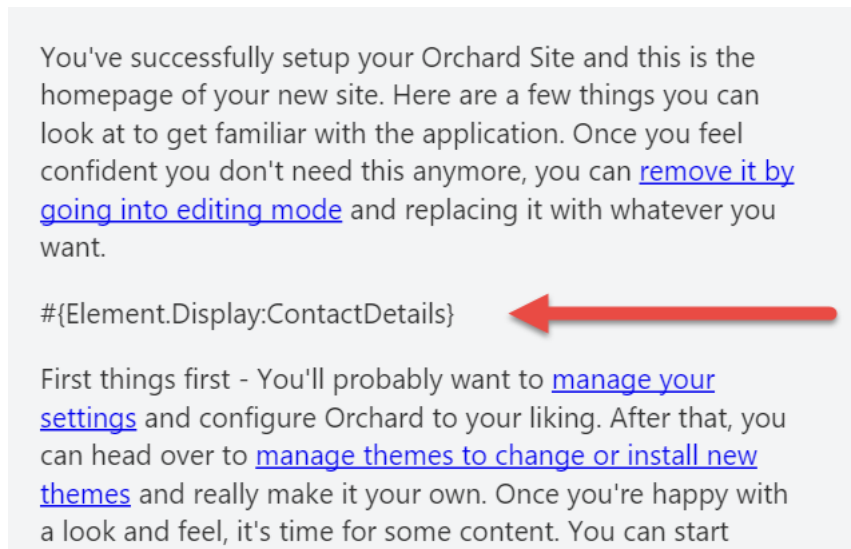 You've successfully setup your Orchard Site and this is the
homepage of your new site. Here are a few things you can
look at to get familiar with the application. Once you feel
confident you don't need this anymore, you can remove it by
going into editing mode and replacing it with whatever you
want.
#{Element.Display:ContactDetails}
First things first - You'll probably want to manage your
settings and configure Orchard to your liking. After that, you
can head over to manage themes to change or install new
themes and really make it your own. Once you're happy with
a look and feel, it's time for some content. You can start